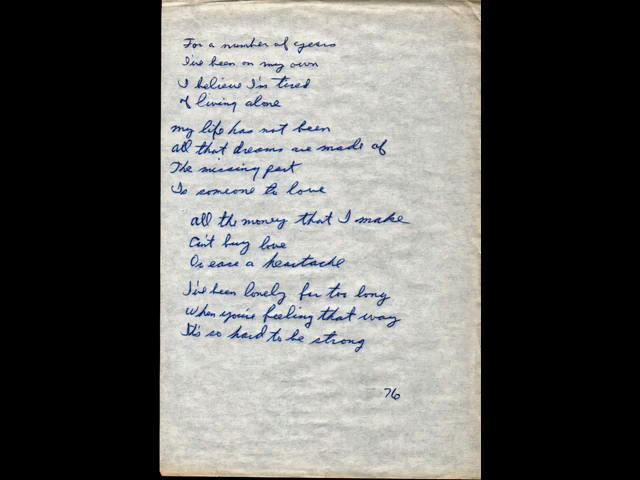 For a number of years
I've been on my own
I believe I'm tired
Of living alone
my life has not been
all that dreams are made of
The missing part
Is someone to love
All the money that I make
Can't buy love
Or ease a heartache
I've been lonely for too long
When you're feeling that way
It's so hard to be strong
76